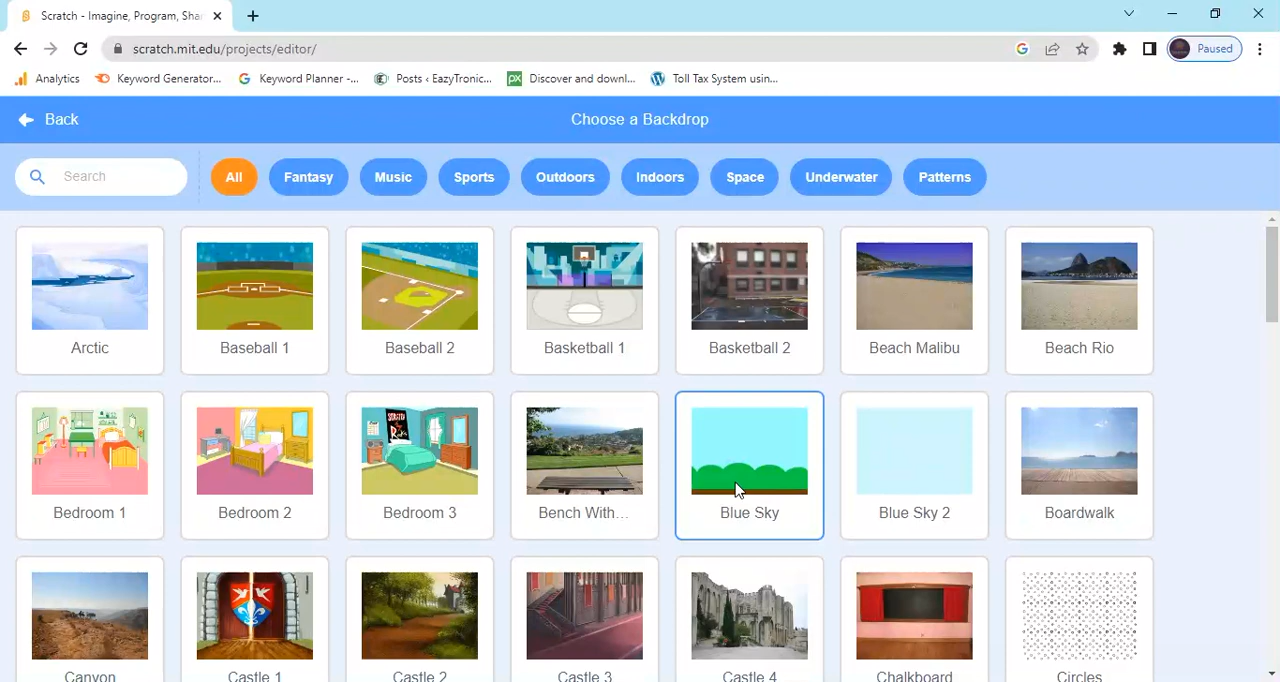 Scratch - Imagine, Program, Sha
scratch.mit.edu/projects/editor/
Paused
Analytics
Keyword Generator...
Keyword Planner -...
Posts ‹ EazyTronic...
Discover and downl...
Toll Tax System usin...
Back
Choose a Backdrop
Search
All
Fantasy
Music
Sports
Outdoors
Indoors
Space
Underwater
Patterns
Arctic
Baseball 1
Baseball 2
Basketball 1
Basketball 2
Beach Malibu
Beach Rio
Bedroom 1
Bedroom 2
Bedroom 3
Bench With...
Blue Sky
Blue Sky 2
Boardwalk
Canyon
Castle 1
Castle 2
Castle 3
Castle 4
Chalkboard
Circles